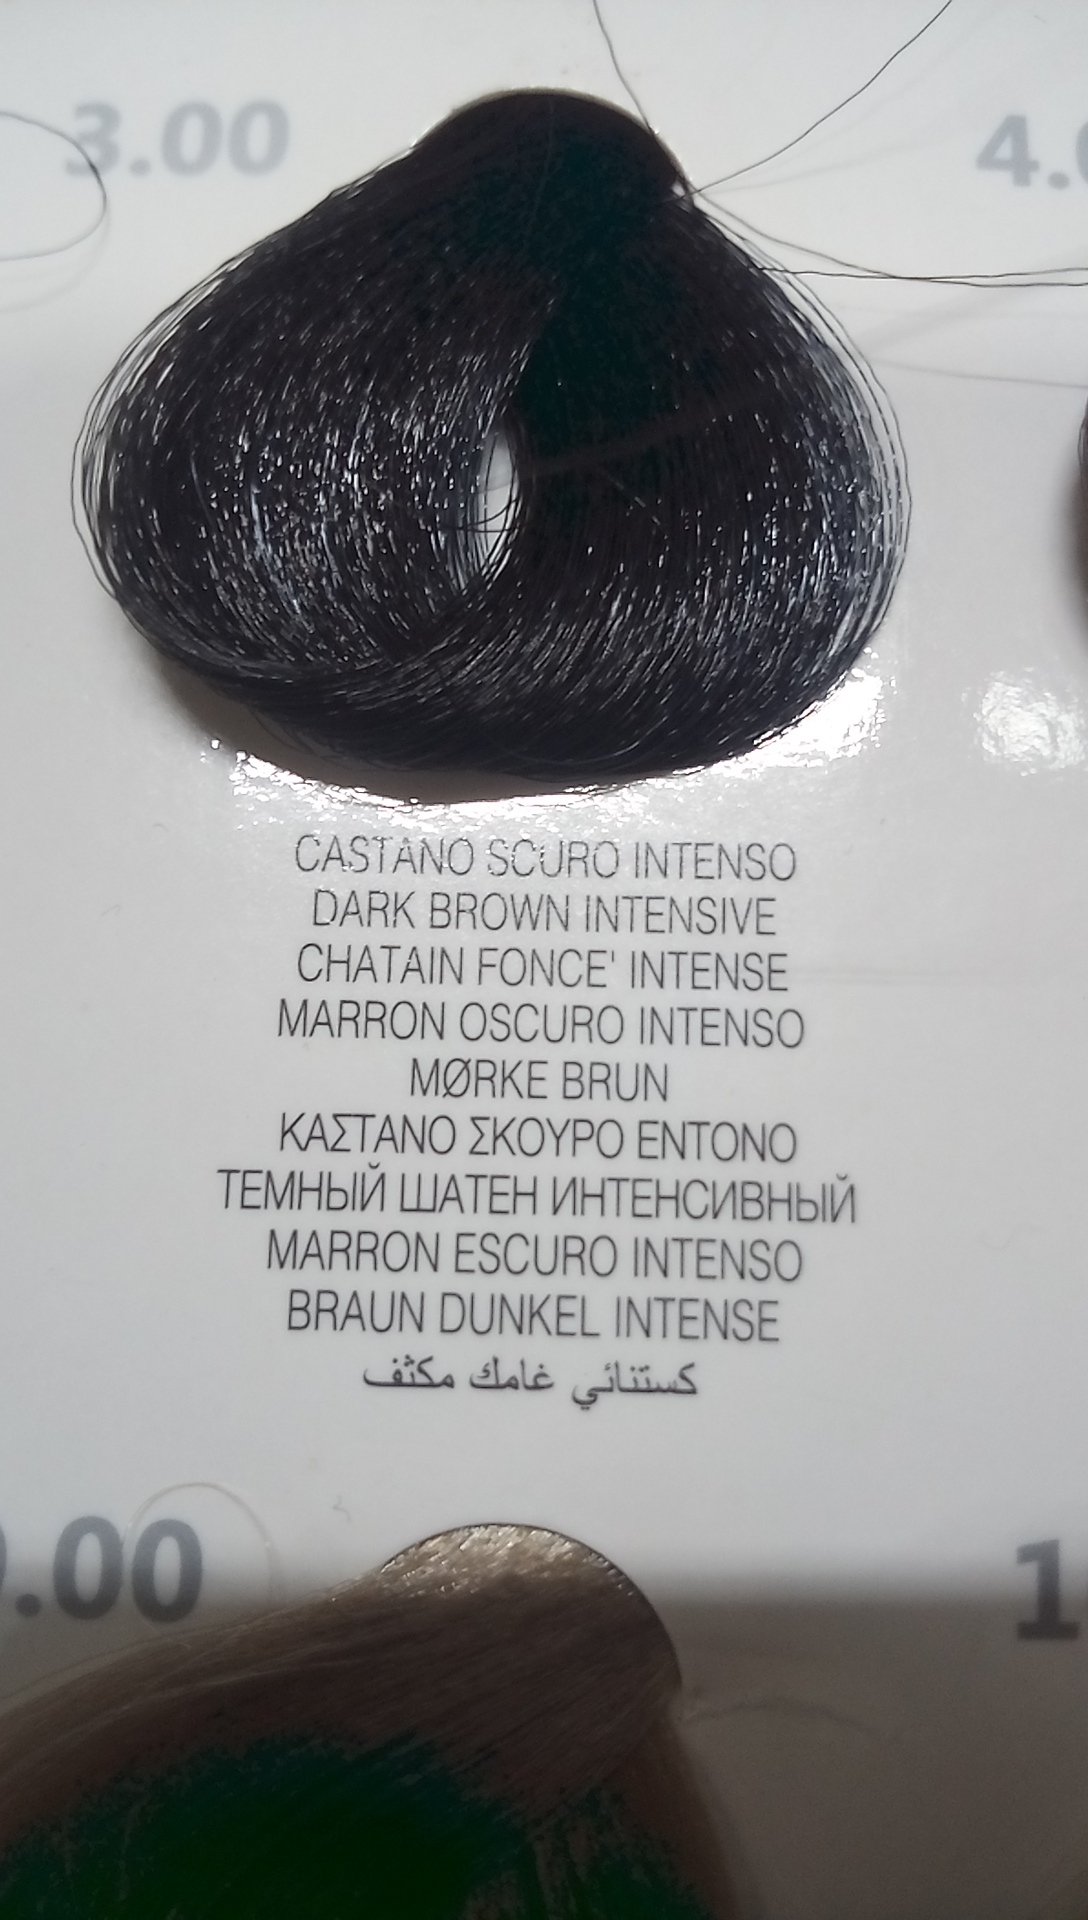 3.00
4.0
CASTANO SCURO INTENSO
DARK BROWN INTENSIVE
CHATAIN FONCE' INTENSE
MARRON OSCURO INTENSO
MØRKE BRUN
ΚΑΣΤΑΝΟ ΣΚΟΥΡΟ ΕΝΤΟΝΟ
ТЕМНЫЙ ШАТЕН ИНТЕНСИВНЫЙ
MARRON ESCURO INTENSO
BRAUN DUNKEL INTENSE
كستنائي غامك مكثف
.00
1